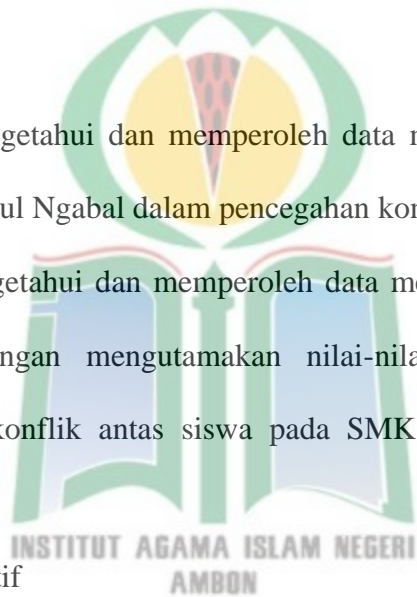 getahui dan memperoleh data m
ul Ngabal dalam pencegahan kon
getahui dan memperoleh data me
ngan mengutamakan nilai-nila
konflik antas siswa pada SMK
INSTITUT AGAMA ISLAM NEGERI
AMBON
tif